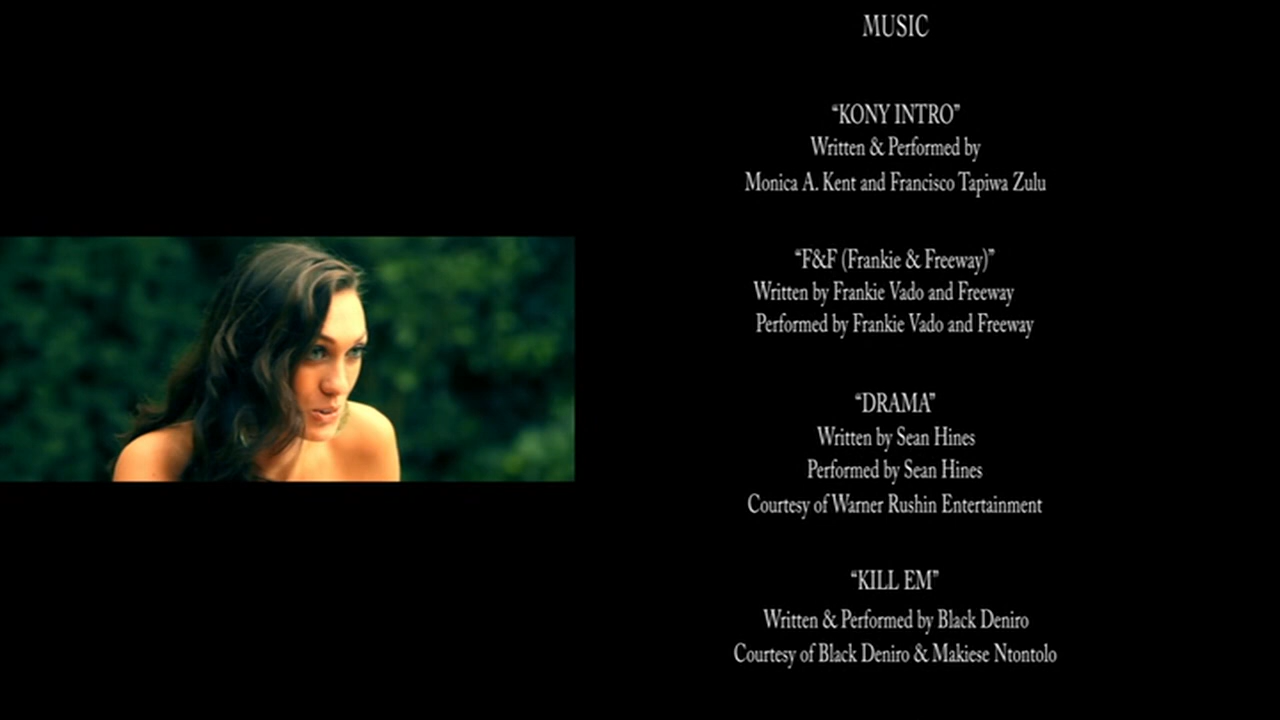 MUSIC
“KONY INTRO”
Written & Performed by
Monica A. Kent and Francisco Tapiwa Zulu
“F&F (Frankie & Freeway)”
Written by Frankie Vado and Freeway
Performed by Frankie Vado and Freeway
“DRAMA”
Written by Sean Hines
Performed by Sean Hines
Courtesy of Warner Rushin Entertainment
“KILL EM”
Written & Performed by Black Deniro
Courtesy of Black Deniro & Makiese Ntontolo